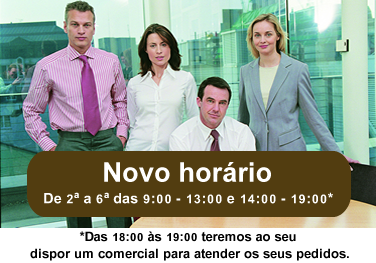 Novo horário
De 2ª a 6ª das 9:00 - 13:00 e 14:00 - 19:00*
*Das 18:00 às 19:00 teremos ao seu
dispor um comercial para atender os seus pedidos.